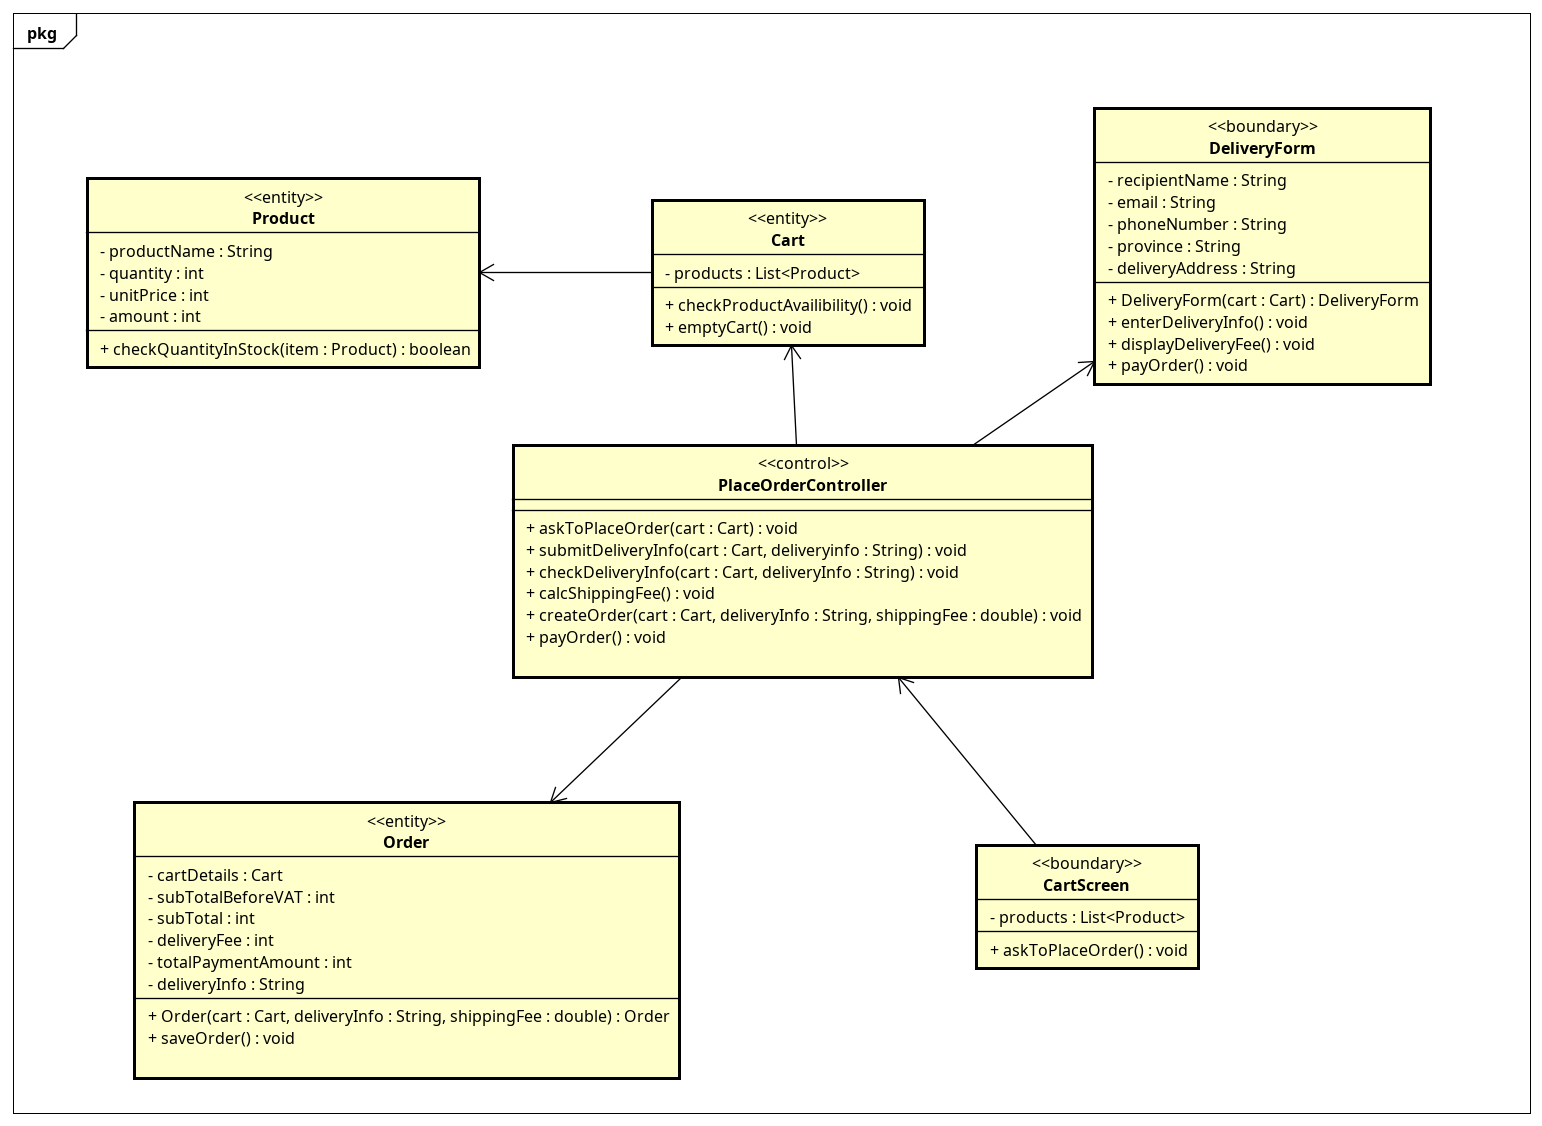 pkg
<<entity>>
Product
- productName : String
- quantity : int
- unitPrice : int
- amount : int
+ checkQuantityInStock(item : Product) : boolean
<<entity>>
Cart
- products : List<Product>
+ checkProductAvailibility() : void
+ emptyCart() : void
<<boundary>>
DeliveryForm
- recipientName : String
- email : String
- phoneNumber : String
- province : String
- deliveryAddress : String
+ DeliveryForm(cart : Cart) : DeliveryForm
+ enterDeliveryInfo() : void
+ displayDeliveryFee() : void
+ payOrder() : void
<<control>>
PlaceOrderController
+ askToPlaceOrder(cart : Cart) : void
+ submitDeliveryInfo(cart : Cart, deliveryinfo : String) : void
+ checkDeliveryInfo(cart : Cart, deliveryInfo : String) : void
+ calcShippingFee() : void
+ createOrder(cart : Cart, deliveryInfo : String, shippingFee : double) : void
+ payOrder() : void
<<entity>>
Order
- cartDetails : Cart
- subTotalBeforeVAT : int
- subTotal : int
- deliveryFee : int
- totalPaymentAmount : int
- deliveryInfo : String
+ Order(cart : Cart, deliveryInfo : String, shippingFee : double) : Order
+ saveOrder() : void
<<boundary>>
CartScreen
- products : List<Product>
+ askToPlaceOrder() : void